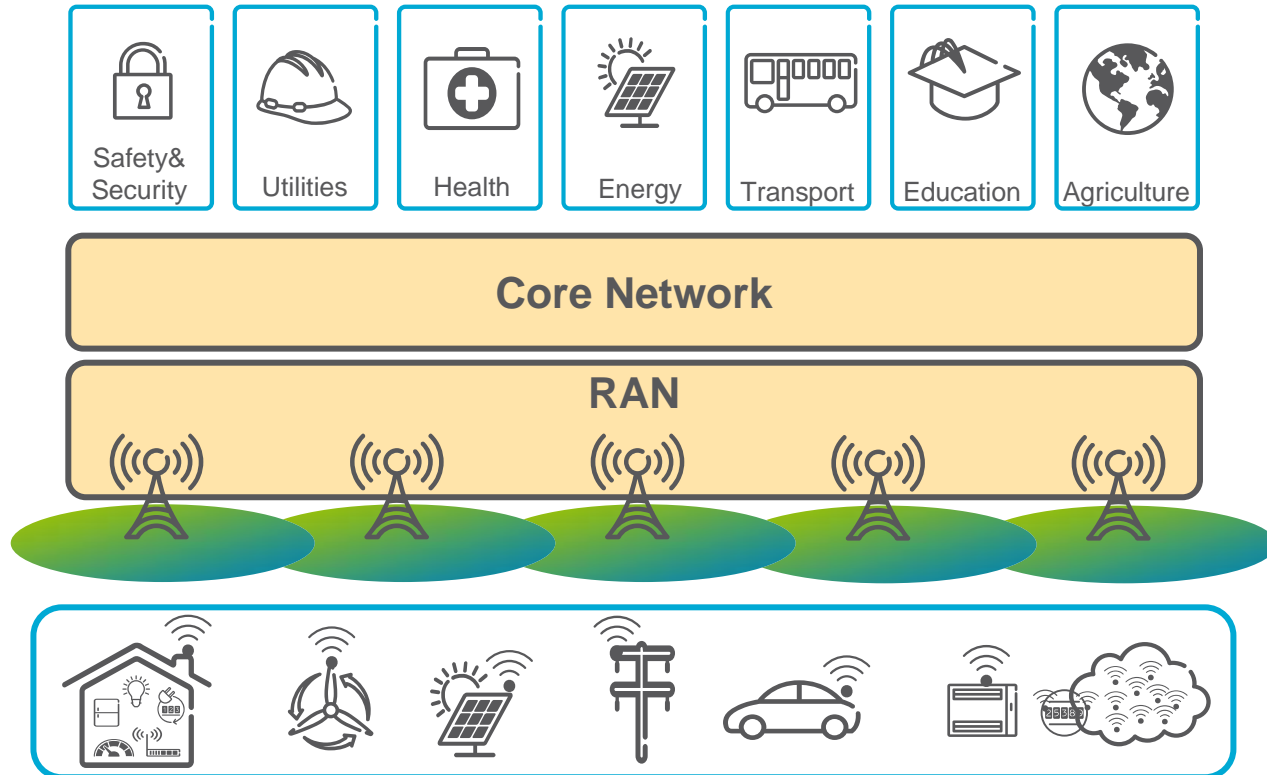 Safety&
Security
Utilities
Health
Energy
Transport
Education
Agriculture
Core Network
RAN